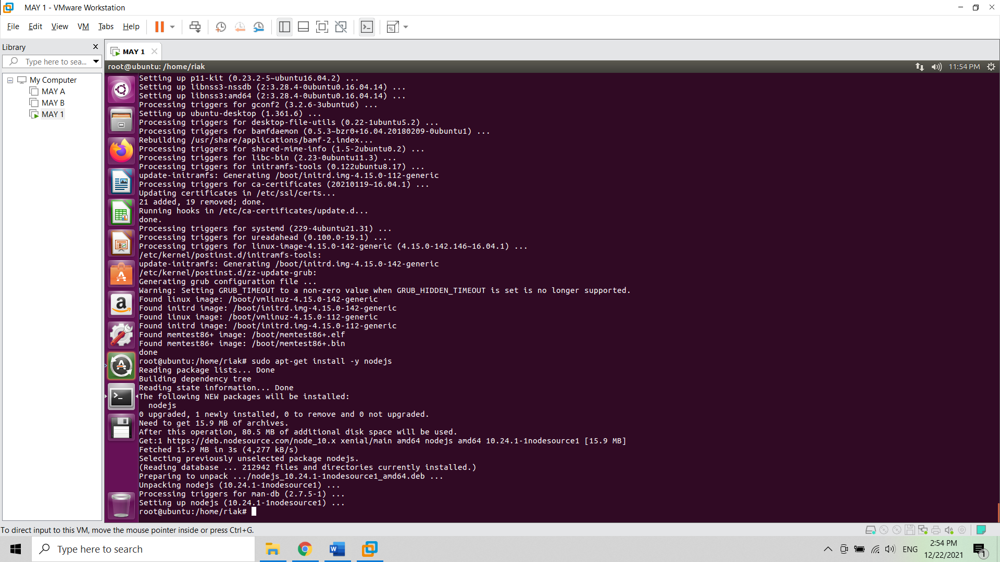 MAY 1 - VMware Workstation
File Edit View VM Tabs Help
Library
Type here to sea...
My Computer
MAY A
MAY B
MAY 1
MAY 1
root@ubuntu: /home/riak
11:54 PM
Setting up p11-kit (0.23.2-5~ubuntu16.04.2) ...
Setting up libnss3-nssdb (2:3.28.4-0ubuntu0.16.04.14) ...
Setting up libnss3:amd64 (2:3.28.4-0ubuntu0.16.04.14) ...
Processing triggers for gconf2 (3.2.6-3ubuntu6) ...
Setting up ubuntu-desktop (1.361.6) ...
Processing triggers for desktop-file-utils (0.22-1ubuntu5.2) ...
Processing triggers for bamfdaemon (0.5.3~bzr0+16.04.20180209-0ubuntu1) ...
Rebuilding /usr/share/applications/bamf-2.index...
Processing triggers for shared-mime-info (1.5-2ubuntu0.2) ...
Processing triggers for libc-bin (2.23-0ubuntu11.3) ...
Processing triggers for initramfs-tools (0.122ubuntu8.17) ...
update-initramfs: Generating /boot/initrd.img-4.15.0-112-generic
Processing triggers for ca-certificates (20210119~16.04.1) ...
Updating certificates in /etc/ssl/certs...
21 added, 19 removed; done.
Running hooks in /etc/ca-certificates/update.d...
done.
Processing triggers for systemd (229-4ubuntu21.31) ...
Processing triggers for ureadahead (0.100.0-19.1) ...
Processing triggers for linux-image-4.15.0-142-generic (4.15.0-142.146~16.04.1) ...
/etc/kernel/postinst.d/initramfs-tools:
update-initramfs: Generating /boot/initrd.img-4.15.0-142-generic
/etc/kernel/postinst.d/zz-update-grub:
Generating grub configuration file ...
Warning: Setting GRUB_TIMEOUT to a non-zero value when GRUB_HIDDEN_TIMEOUT is set is no longer supported.
Found linux image: /boot/vmlinuz-4.15.0-142-generic
Found initrd image: /boot/initrd.img-4.15.0-142-generic
Found linux image: /boot/vmlinuz-4.15.0-112-generic
Found initrd image: /boot/initrd.img-4.15.0-112-generic
Found memtest86+ image: /boot/memtest86+.elf
Found memtest86+ image: /boot/memtest86+.bin
done
root@ubuntu:/home/riak# sudo apt-get install -y nodejs
Reading package lists... Done
Building dependency tree
Reading state information... Done
The following NEW packages will be installed:
nodejs
0 upgraded, 1 newly installed, 0 to remove and 0 not upgraded.
Need to get 15.9 MB of archives.
After this operation, 80.5 MB of additional disk space will be used.
Get:1 https://deb.nodesource.com/node_10.x xenial/main amd64 nodejs amd64 10.24.1-1nodesource1 [15.9 MB]
Fetched 15.9 MB in 3s (4,277 kB/s)
Selecting previously unselected package nodejs.
(Reading database ... 212942 files and directories currently installed.)
Preparing to unpack .../nodejs_10.24.1-1nodesource1_amd64.deb ...
Unpacking nodejs (10.24.1-1nodesource1) ...
Processing triggers for man-db (2.7.5-1) ...
Setting up nodejs (10.24.1-1nodesource1) ...
root@ubuntu:/home/riak#
To direct input to this VM, move the mouse pointer inside or press Ctrl+G.
Type here to search
ENG
2:54 PM
12/22/2021
1